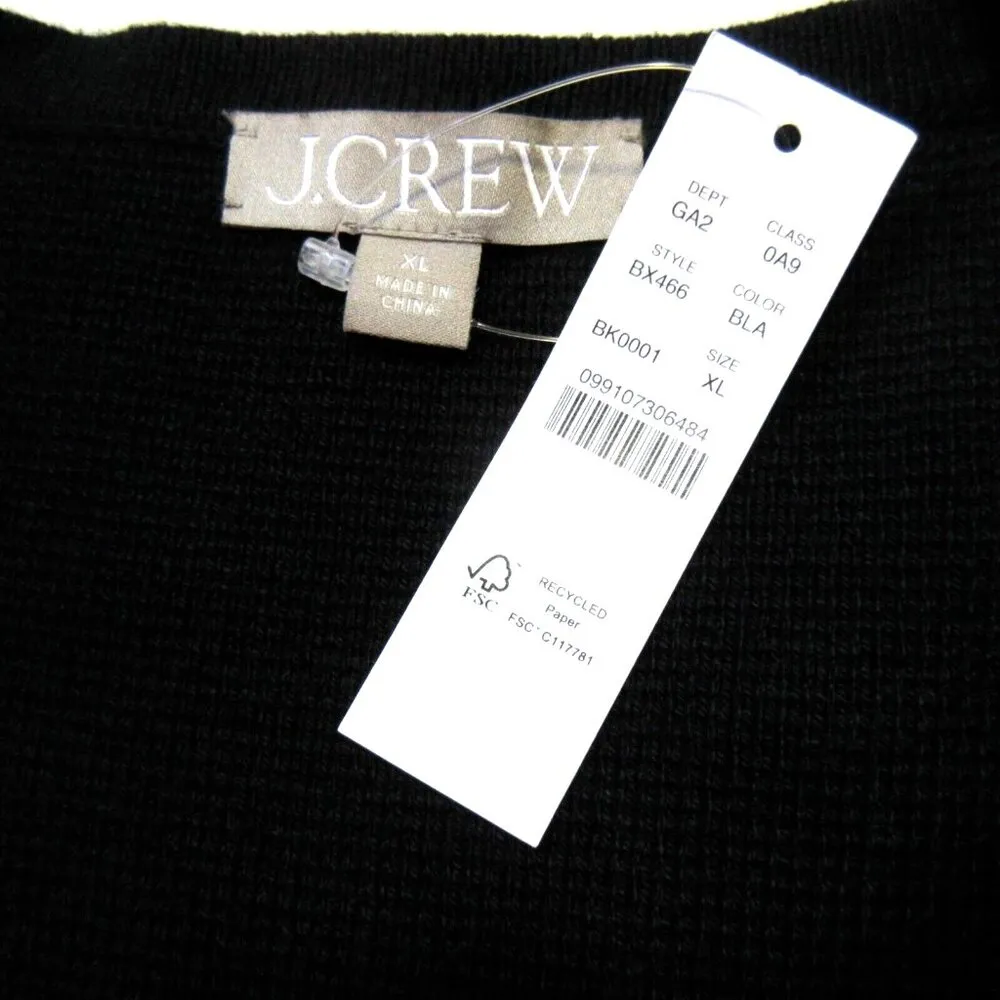 J.CREW
XL
MADE IN
CHINA
DEPT CLASS
GA2 0A9
STYLE COLOR
BX466 BLA
SIZE
BK0001 XL
099107306484
FSC
RECYCLED
Paper
FSC® C117781